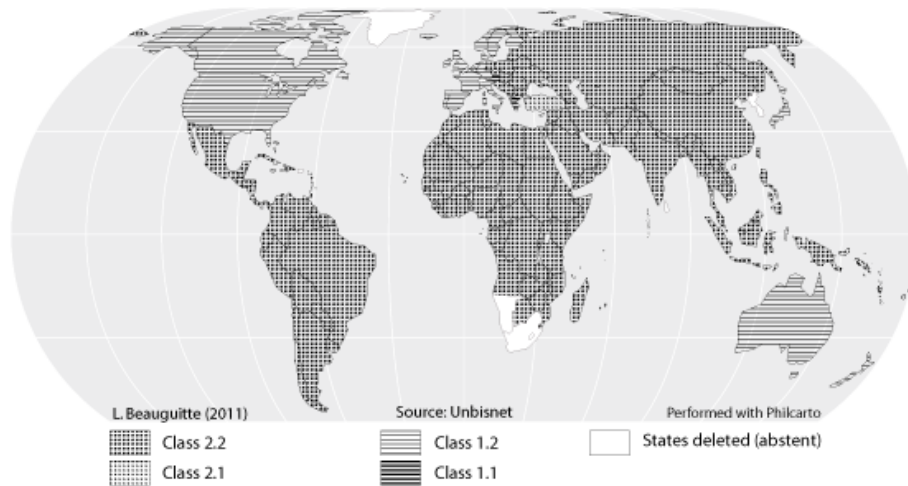 L. Beauguitte (2011) Source: Unbisnet Performed with Philcarto
Class 2.2 Class 1.2 States deleted (abstent)
Class 2.1 Class 1.1